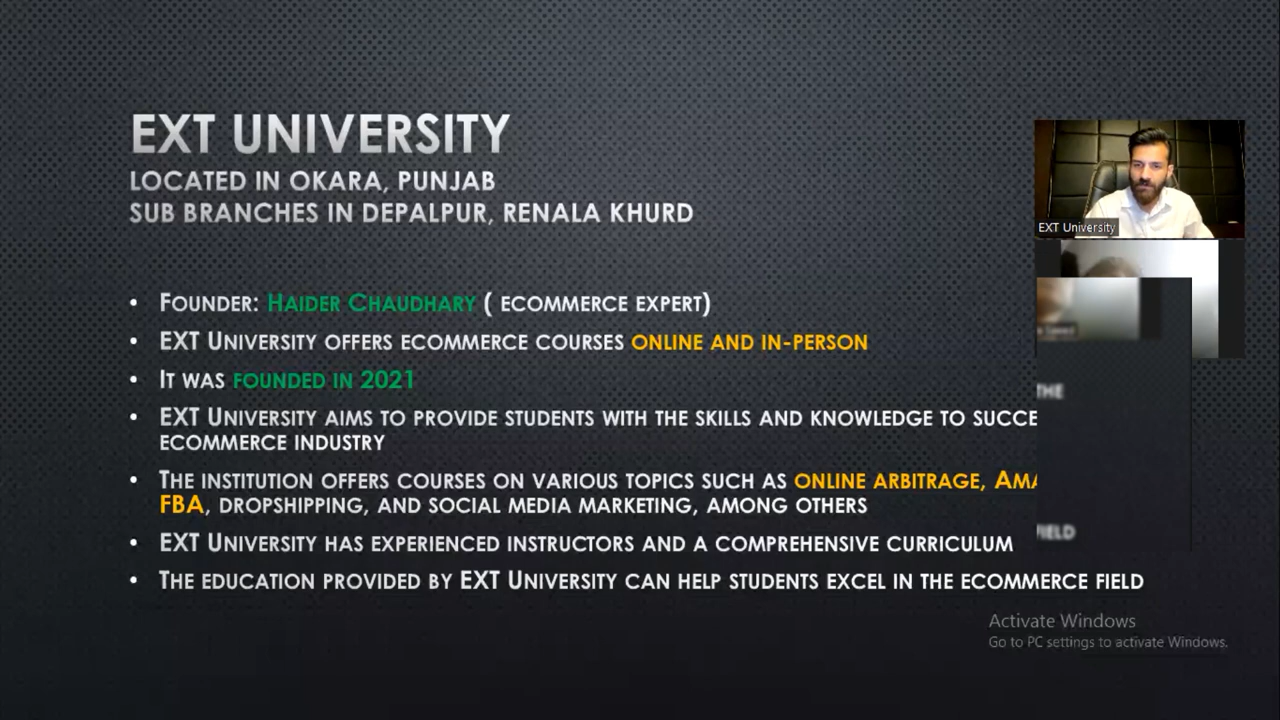 EXT UNIVERSITY
LOCATED IN OKARA, PUNJAB
SUB BRANCHES IN DEPALPUR, RENALA KHURD
• FOUNDER: HAIDER CHAUDHARY ( ECOMMERCE EXPERT)
• EXT UNIVERSITY OFFERS ECOMMERCE COURSES ONLINE AND IN-PERSON
• IT WAS FOUNDED IN 2021
• EXT UNIVERSITY AIMS TO PROVIDE STUDENTS WITH THE SKILLS AND KNOWLEDGE TO
ECOMMERCE INDUSTRY
• THE INSTITUTION OFFERS COURSES ON VARIOUS TOPICS SUCH AS ONLINE ARBITRAGE,
FBA, DROPSHIPPING, AND SOCIAL MEDIA MARKETING, AMONG OTHERS
• EXT UNIVERSITY HAS EXPERIENCED INSTRUCTORS AND A COMPREHENSIVE CURRICULUM
• THE EDUCATION PROVIDED BY EXT UNIVERSITY CAN HELP STUDENTS EXCEL IN THE ECOMMERCE FIELD
EXT University
THE
Activate Windows
Go to PC settings to activate Windows.